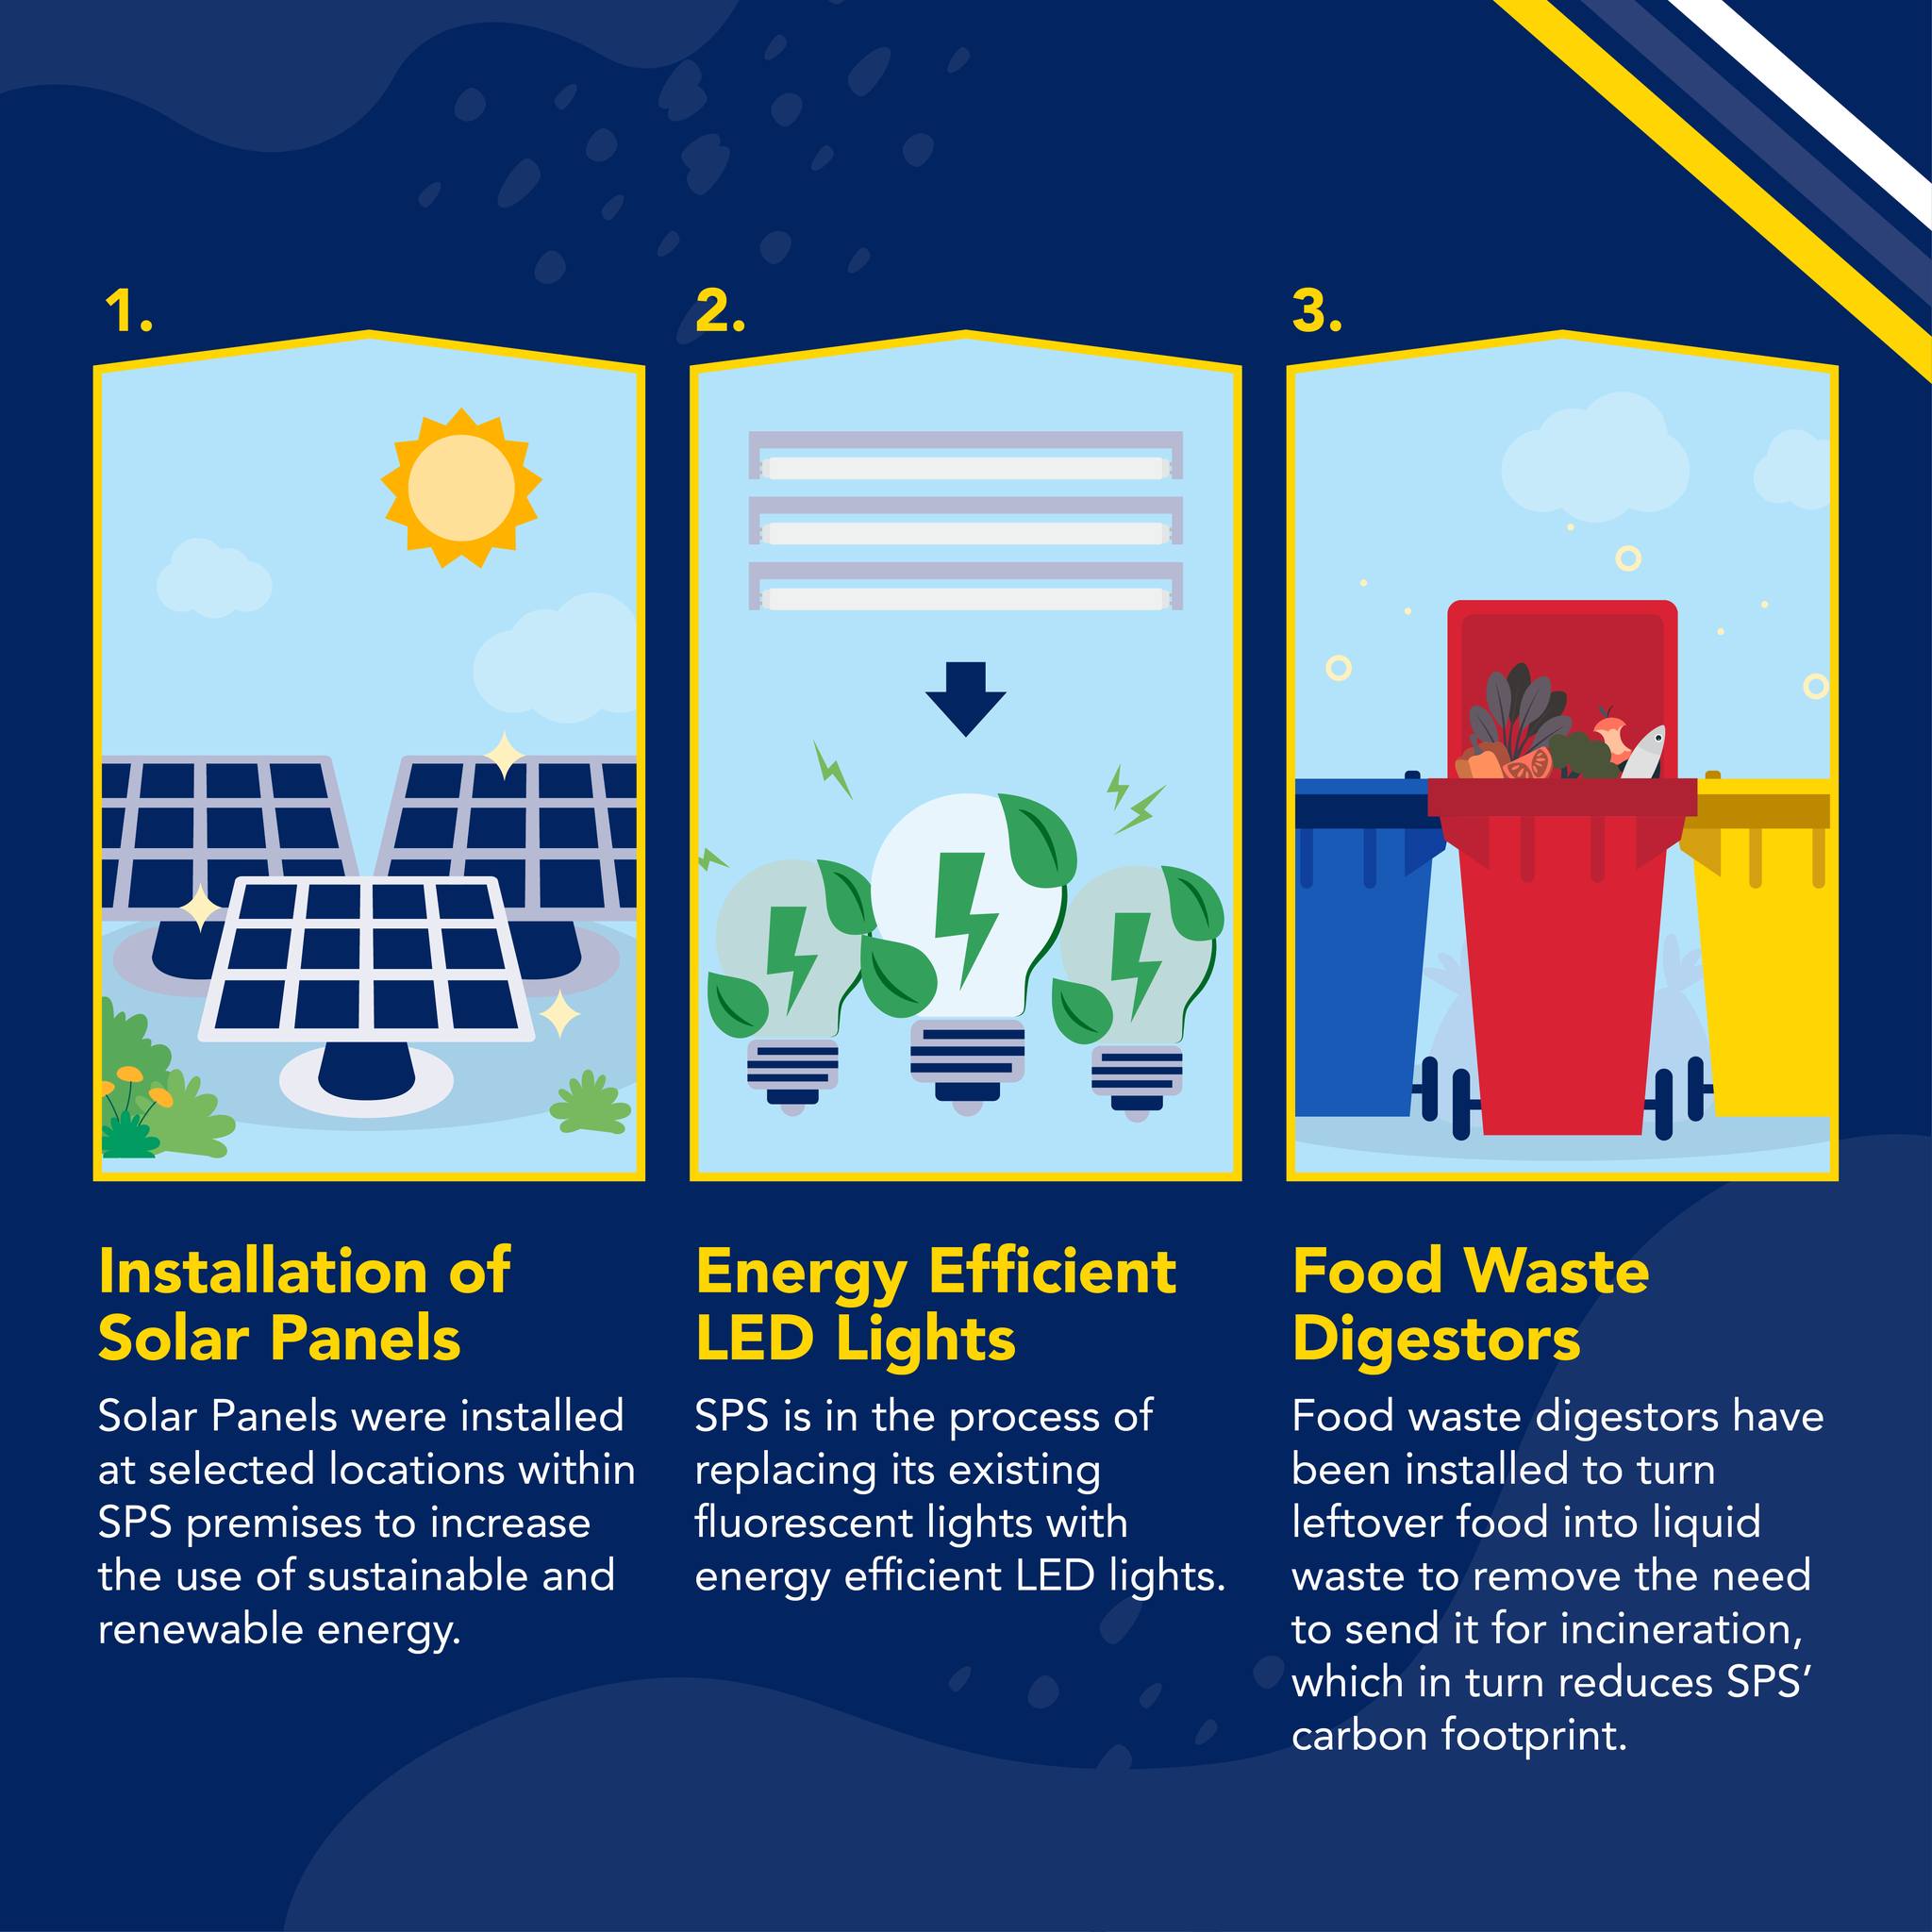 1.
Installation of
Solar Panels
Solar Panels were installed
at selected locations within
SPS premises to increase
the use of sustainable and
renewable energy.
2.
Energy Efficient
LED Lights
SPS is in the process of
replacing its existing
fluorescent lights with
energy efficient LED lights.
3.
Food Waste
Digestors
Food waste digestors have
been installed to turn
leftover food into liquid
waste to remove the need
to send it for incineration,
which in turn reduces SPS’
carbon footprint.